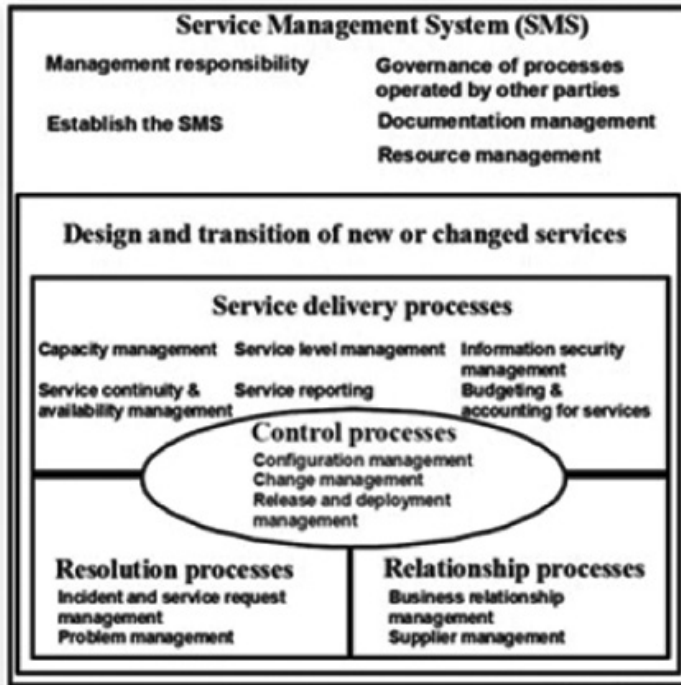 Service Management System (SMS)
Management responsibility
Governance of processes
operated by other parties
Establish the SMS
Documentation management
Resource management
Design and transition of new or changed services
Service delivery processes
Capacity management
Service level management
Information security
management
Service continuity &
availability management
Service reporting
Budgeting &
accounting for services
Control processes
Configuration management
Change management
Release and deployment
management
Resolution processes
Incident and service request
management
Problem management
Relationship processes
Business relationship
management
Supplier management